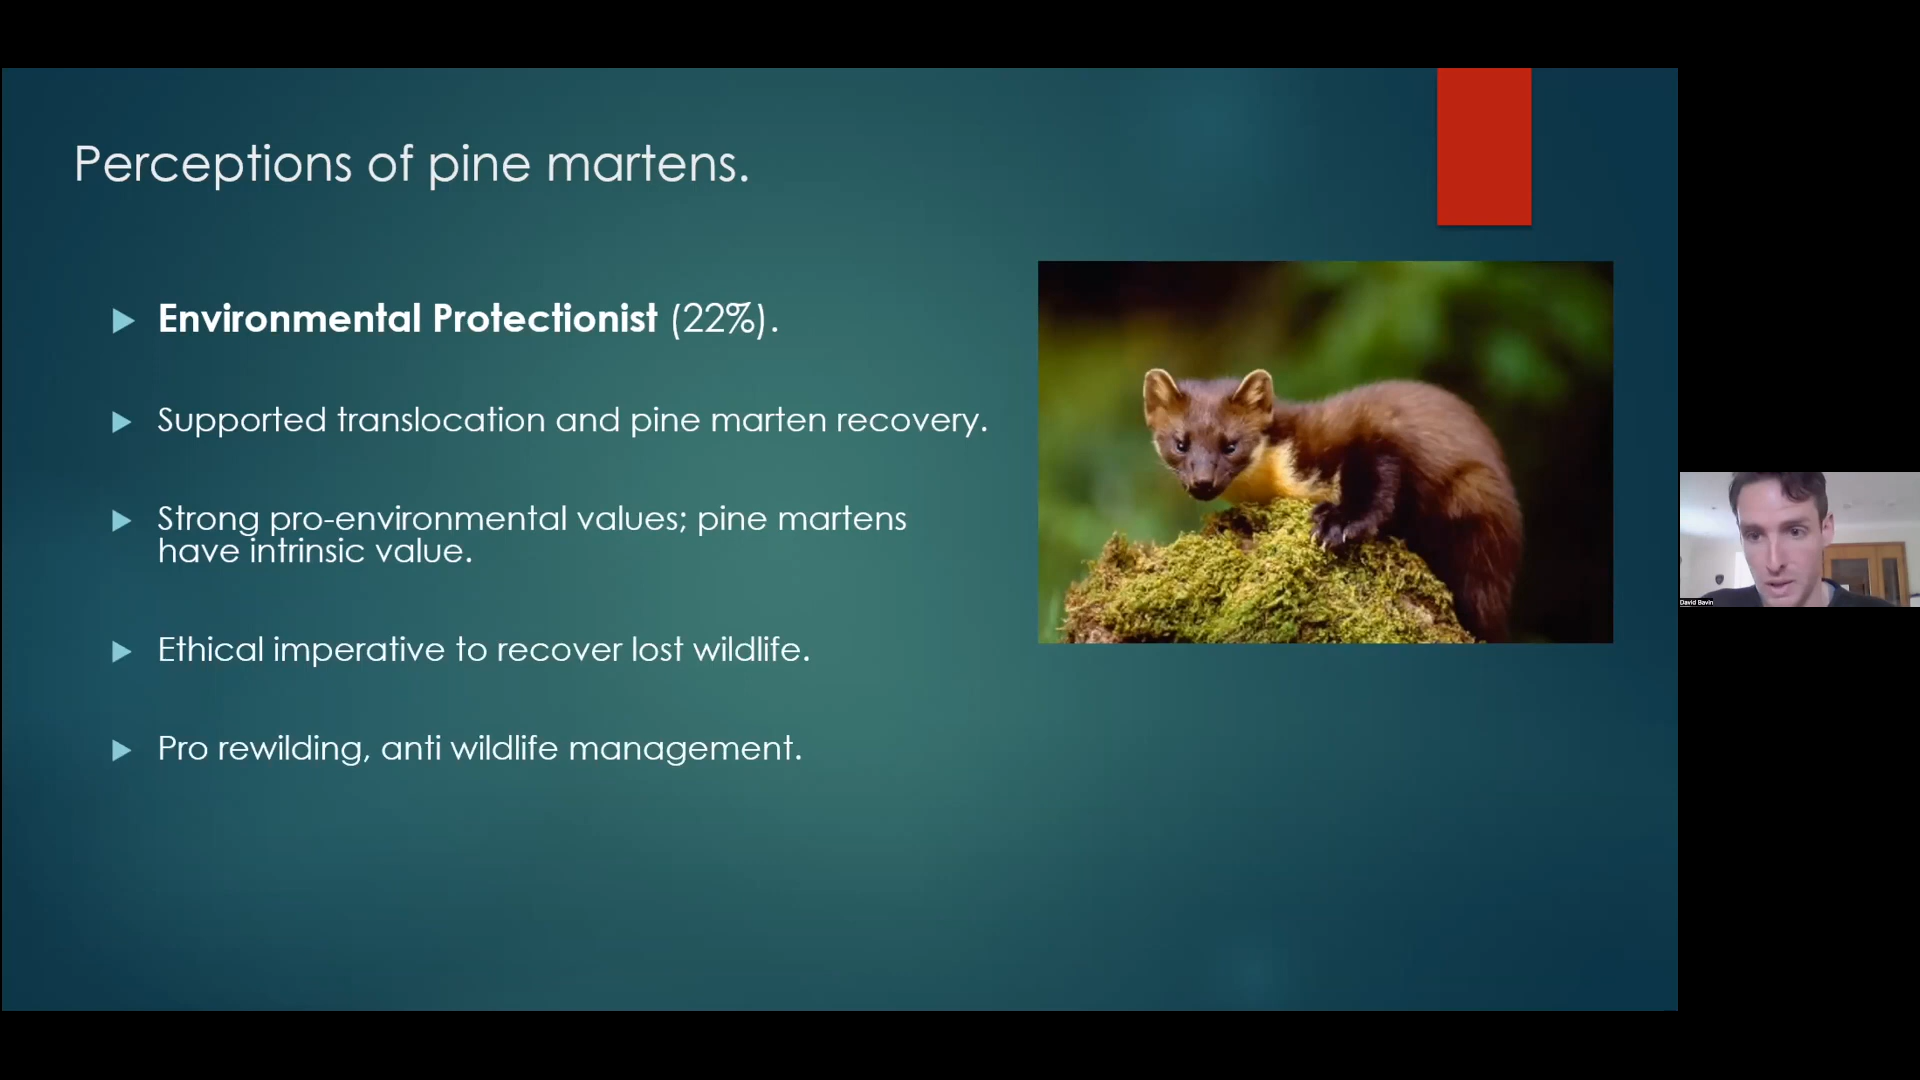 Perceptions of pine martens.
Environmental Protectionist (22%).
Supported translocation and pine marten recovery.
Strong pro-environmental values; pine martens
have intrinsic value.
Ethical imperative to recover lost wildlife.
Pro rewilding, anti wildlife management.
David Bavin